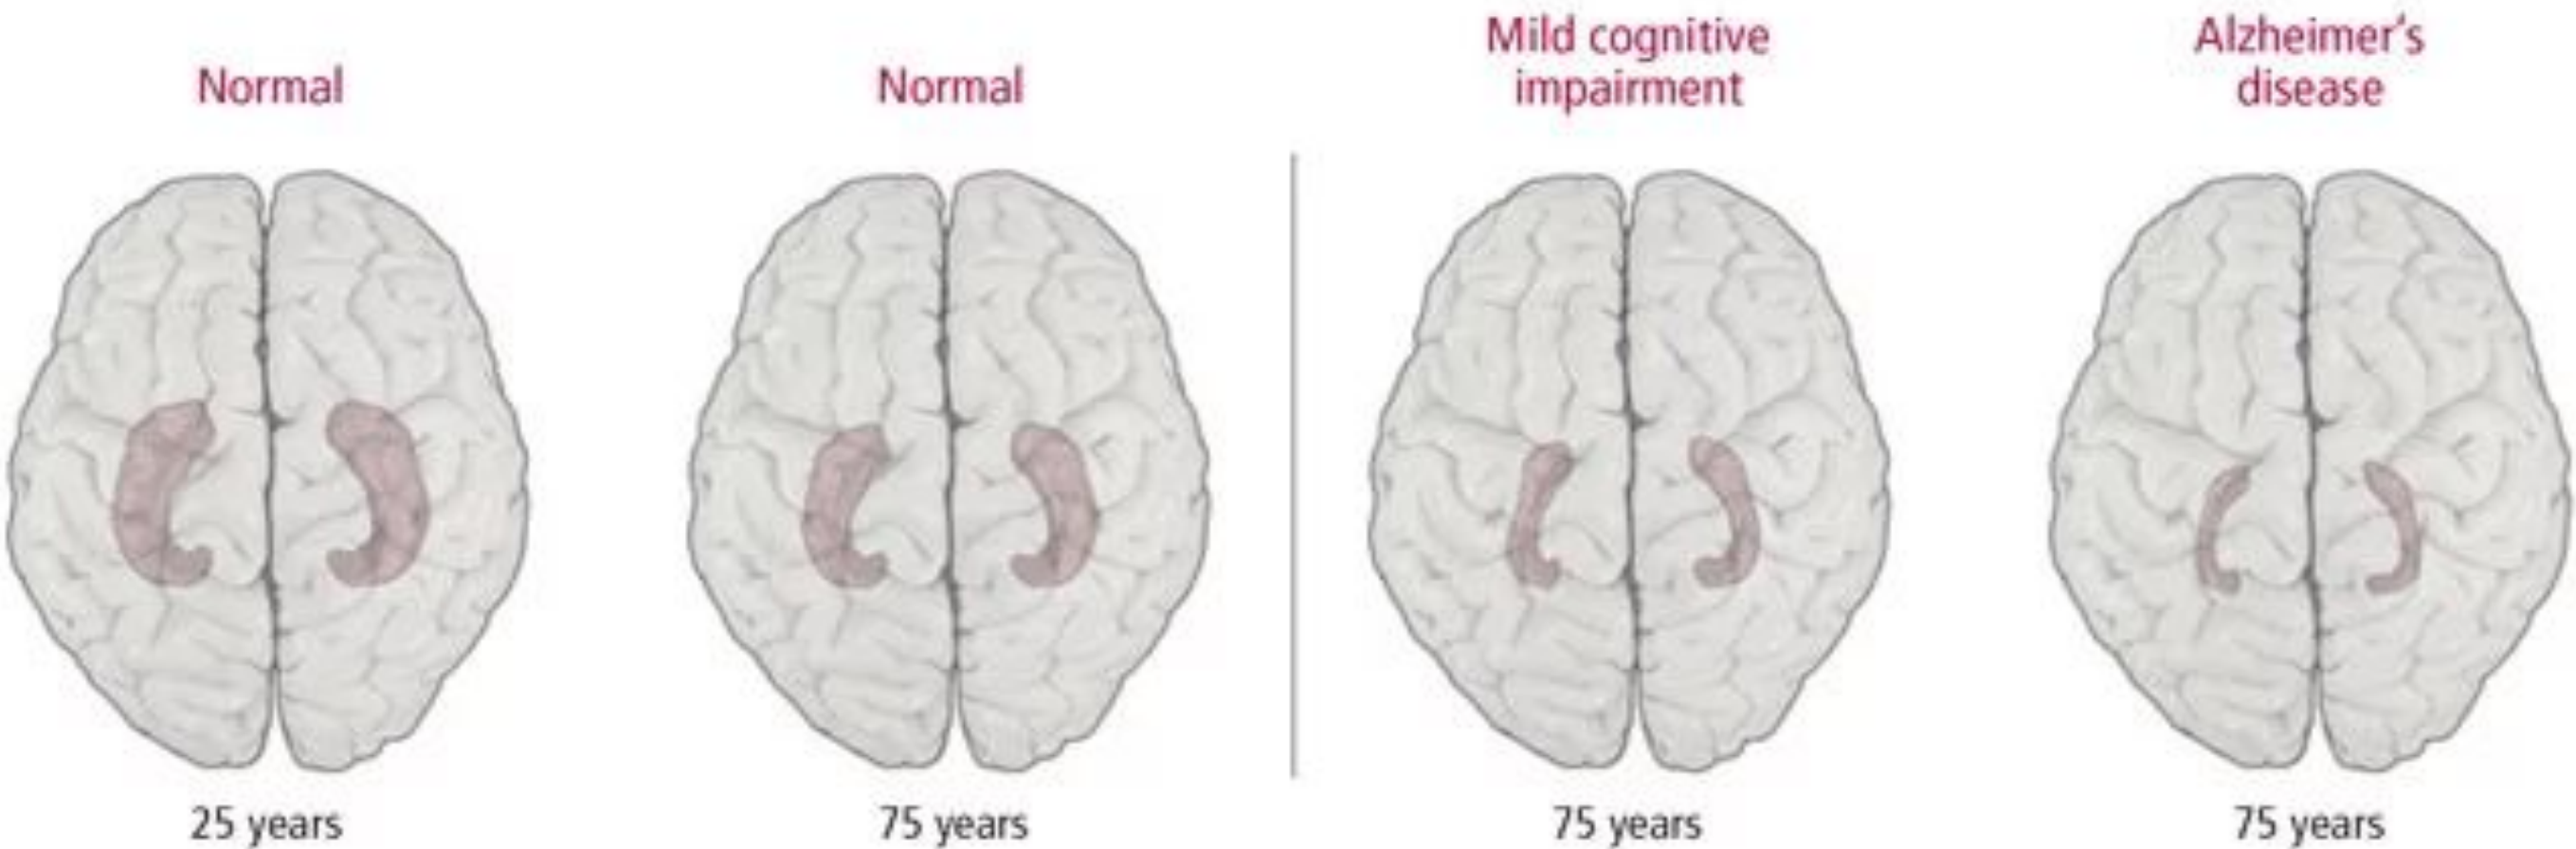 Normal
Normal
Mild cognitive
impairment
Alzheimer's
disease
25 years
75 years
75 years
75 years